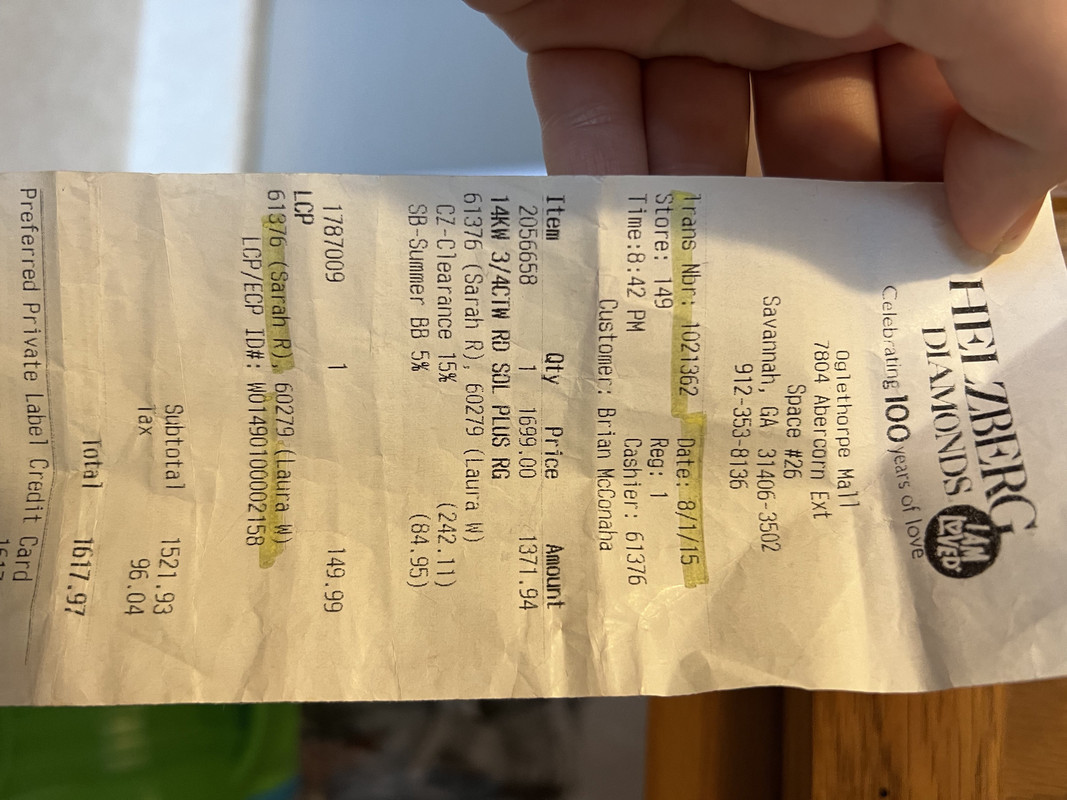 HELZBERG
DIAMONDS
I AM
LOVED
Celebrating 100 years of love
Oglethorpe Mall
7804 Abercorn Ext
Space #26
Savannah, GA 31406-3502
912-353-8136
Trans Nbr: 1021362 Date: 8/1/15
Store: 149 Reg: 1
Time:8:42 PM Cashier: 61376
Customer: Brian McConaha
Item Qty Price Amount
2056658 1 1699.00 1371.94
14KW 3/4CTW RD SOL PLUS RG
61376 (Sarah R), 60279 (Laura W)
CZ-Clearance 15% (242.11)
SB-Summer BB 5% (84.95)
1787009 1 149.99
LCP
61376 (Sarah R), 60279 (Laura W)
LCP/ECP ID#: W0149010000002158
Subtotal 1521.93
Tax 96.04
Total 1617.97
Preferred Private Label Credit Card